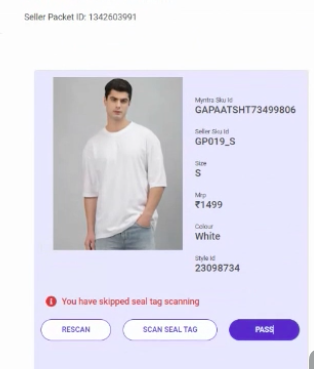 Seller Packet ID: 1342603991
Myntra Sku Id
GAPAATSHT73499806
Seller Sku Id
GP019_S
Size
S
Mrp
₹1499
Colour
White
Style Id
23098734
You have skipped seal tag scanning
RESCAN
SCAN SEAL TAG
PASS